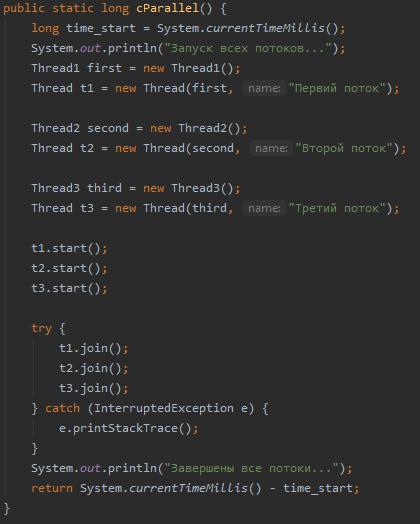 public static long cParallel() {
long time_start = System.currentTimeMillis();
System.out.println("Запуск всех потоков...");
Thread1 first = new Thread1();
Thread t1 = new Thread(first, name: "Первий поток");
Thread2 second = new Thread2();
Thread t2 = new Thread(second, name: "Второй поток");
Thread3 third = new Thread3();
Thread t3 = new Thread(third, name: "Третий поток");
t1.start();
t2.start();
t3.start();
try {
t1.join();
t2.join();
t3.join();
} catch (InterruptedException e) {
e.printStackTrace();
}
System.out.println("Завершены все потоки...");
return System.currentTimeMillis() - time_start;
}